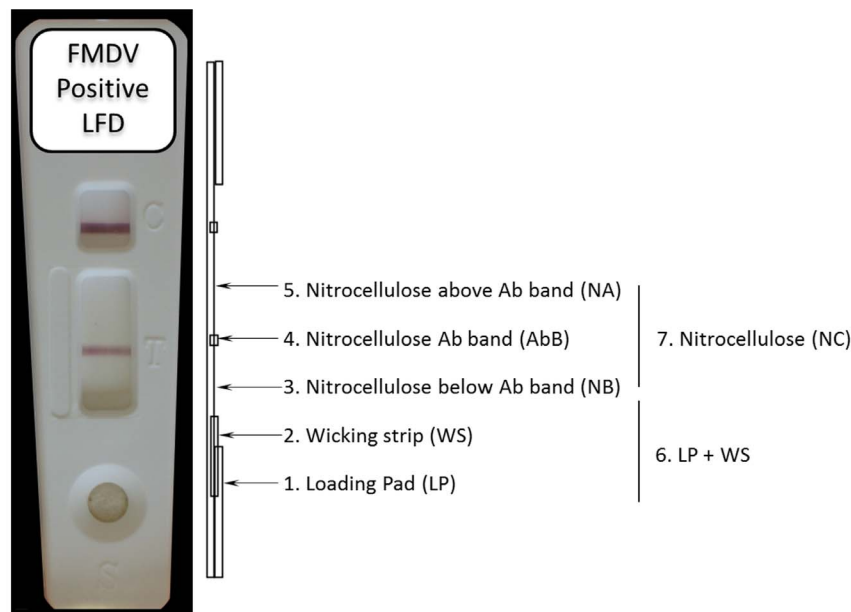 FMDV
Positive
LFD
C
T
S
5. Nitrocellulose above Ab band (NA)
4. Nitrocellulose Ab band (AbB)
3. Nitrocellulose below Ab band (NB)
2. Wicking strip (WS)
1. Loading Pad (LP)
7. Nitrocellulose (NC)
6. LP + WS